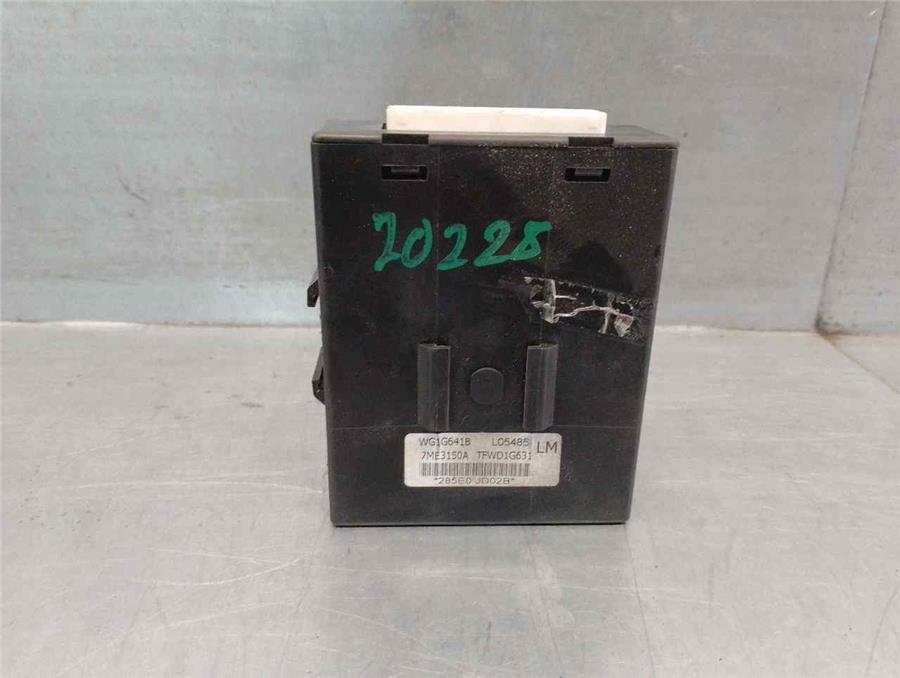 20228
WG1G641B L05485
7ME3150A TFWD1G631 LM
*285E0 JD02B*